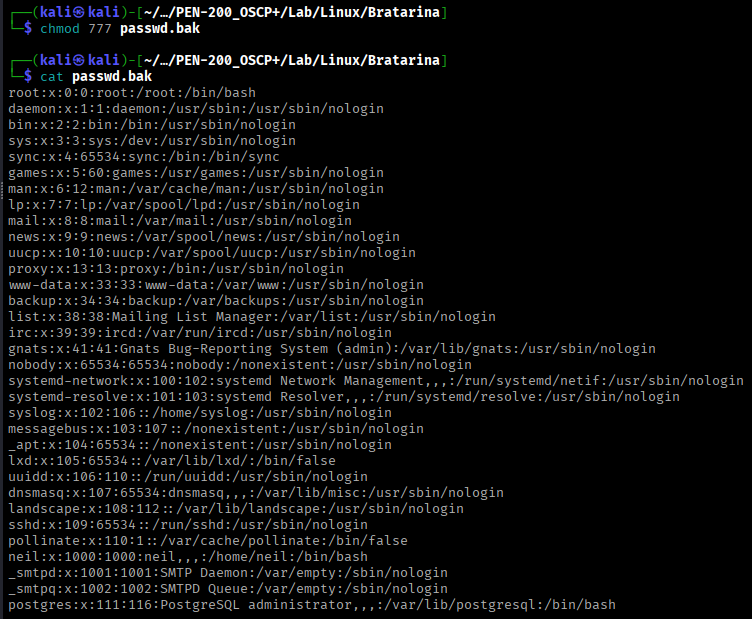 ┌──(kali㉿kali)-[~/…/PEN-200_OSCP+/Lab/Linux/Bratarina]
└─$ chmod 777 passwd.bak
┌──(kali㉿kali)-[~/…/PEN-200_OSCP+/Lab/Linux/Bratarina]
└─$ cat passwd.bak
root:x:0:0:root:/root:/bin/bash
daemon:x:1:1:daemon:/usr/sbin:/usr/sbin/nologin
bin:x:2:2:bin:/bin:/usr/sbin/nologin
sys:x:3:3:sys:/dev:/usr/sbin/nologin
sync:x:4:65534:sync:/bin:/bin/sync
games:x:5:60:games:/usr/games:/usr/sbin/nologin
man:x:6:12:man:/var/cache/man:/usr/sbin/nologin
lp:x:7:7:lp:/var/spool/lpd:/usr/sbin/nologin
mail:x:8:8:mail:/var/mail:/usr/sbin/nologin
news:x:9:9:news:/var/spool/news:/usr/sbin/nologin
uucp:x:10:10:uucp:/var/spool/uucp:/usr/sbin/nologin
proxy:x:13:13:proxy:/bin:/usr/sbin/nologin
www-data:x:33:33:www-data:/var/www:/usr/sbin/nologin
backup:x:34:34:backup:/var/backups:/usr/sbin/nologin
list:x:38:38:Mailing List Manager:/var/list:/usr/sbin/nologin
irc:x:39:39:ircd:/var/run/ircd:/usr/sbin/nologin
gnats:x:41:41:Gnats Bug-Reporting System (admin):/var/lib/gnats:/usr/sbin/nologin
nobody:x:65534:65534:nobody:/nonexistent:/usr/sbin/nologin
systemd-network:x:100:102:systemd Network Management,,,:/run/systemd/netif:/usr/sbin/nologin
systemd-resolve:x:101:103:systemd Resolver,,,:/run/systemd/resolve:/usr/sbin/nologin
syslog:x:102:106::/home/syslog:/usr/sbin/nologin
messagebus:x:103:107::/nonexistent:/usr/sbin/nologin
_apt:x:104:65534::/nonexistent:/usr/sbin/nologin
lxd:x:105:65534::/var/lib/lxd/:/bin/false
uuidd:x:106:110::/run/uuidd:/usr/sbin/nologin
dnsmasq:x:107:65534:dnsmasq,,,:/var/lib/misc:/usr/sbin/nologin
landscape:x:108:112::/var/lib/landscape:/usr/sbin/nologin
sshd:x:109:65534::/run/sshd:/usr/sbin/nologin
pollinate:x:110:1::/var/cache/pollinate:/bin/false
neil:x:1000:1000:neil,,,:/home/neil:/bin/bash
_smtpd:x:1001:1001:SMTP Daemon:/var/empty:/sbin/nologin
_smtpq:x:1002:1002:SMTPD Queue:/var/empty:/sbin/nologin
postgres:x:111:116:PostgreSQL administrator,,,:/var/lib/postgresql:/bin/bash